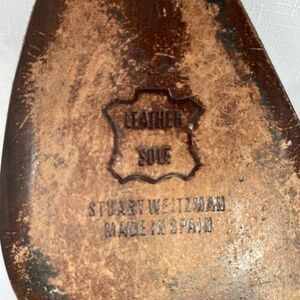 LEATHER
SOLE
STUART WEITZMAN
MADE IN SPAIN